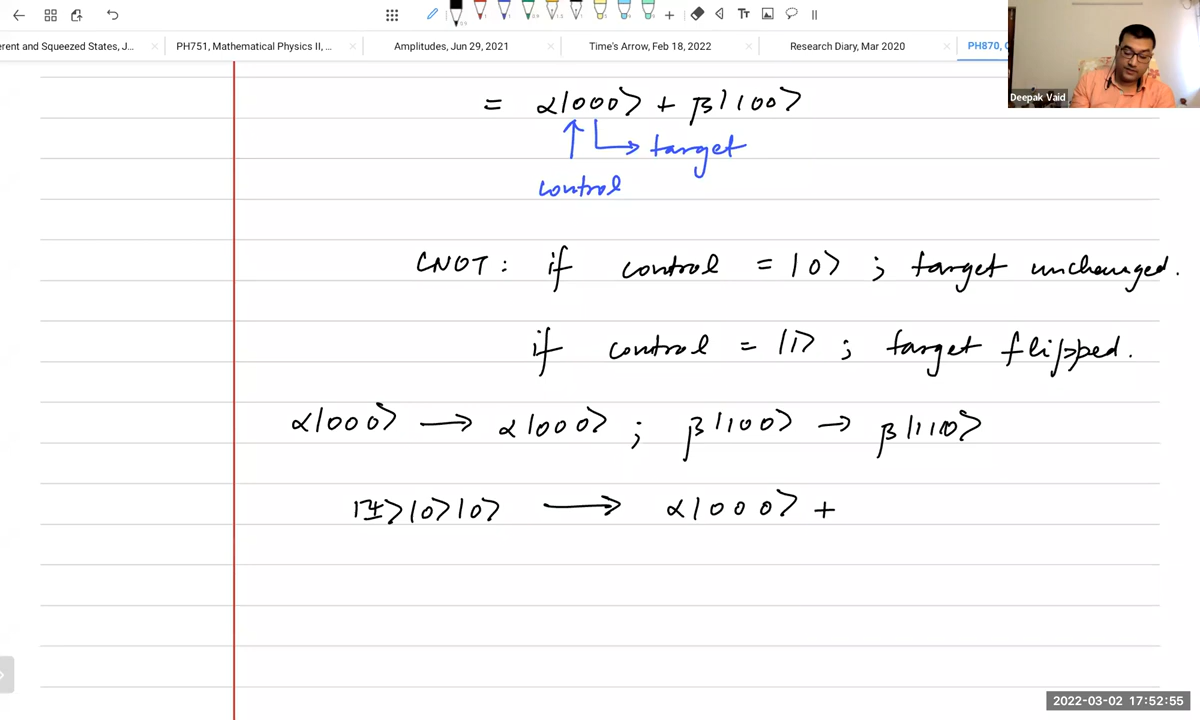 erent and Squeezed States, J... PH751, Mathematical Physics II, ... Amplitudes, Jun 29, 2021 Time's Arrow, Feb 18, 2022 Research Diary, Mar 2020 PH870,
Deepak Vaid
= α|000⟩ + β|100⟩
target
control
CNOT : if control = |0⟩ ; target unchanged.
if control = |1⟩ ; target flipped.
α|000⟩ → α|000⟩ ; β|100⟩ → β|110⟩
|Ψ⟩|0⟩|0⟩ → α|000⟩ +
2022-03-02 17:52:55